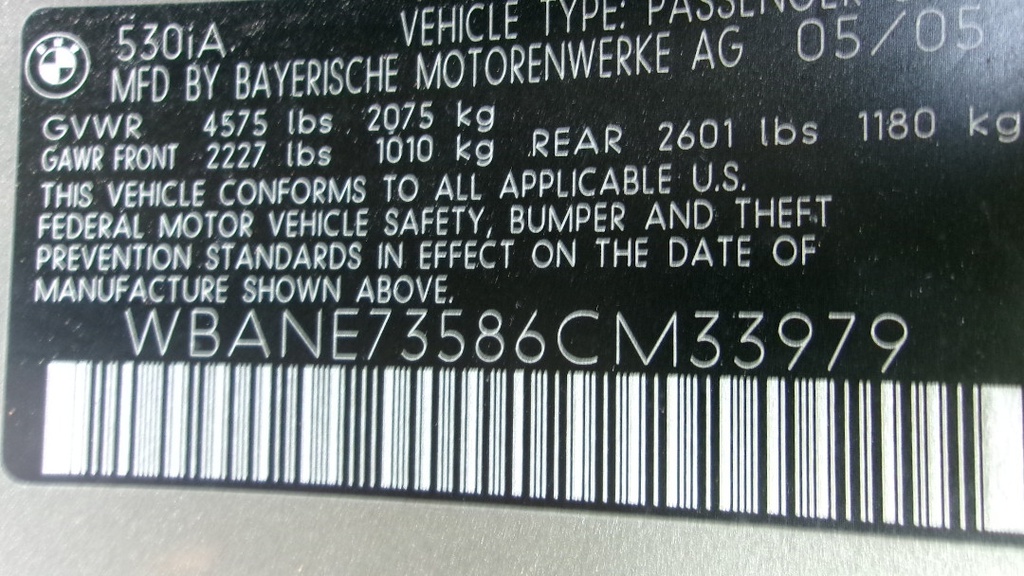 530iA VEHICLE TYPE: PASSENGER
MFD BY BAYERISCHE MOTORENWERKE AG 05/05
GVWR 4575 lbs 2075 kg
GAWR FRONT 2227 lbs 1010 kg REAR 2601 lbs 1180 kg
THIS VEHICLE CONFORMS TO ALL APPLICABLE U.S.
FEDERAL MOTOR VEHICLE SAFETY, BUMPER AND THEFT
PREVENTION STANDARDS IN EFFECT ON THE DATE OF
MANUFACTURE SHOWN ABOVE.
WBANE73586CM33979